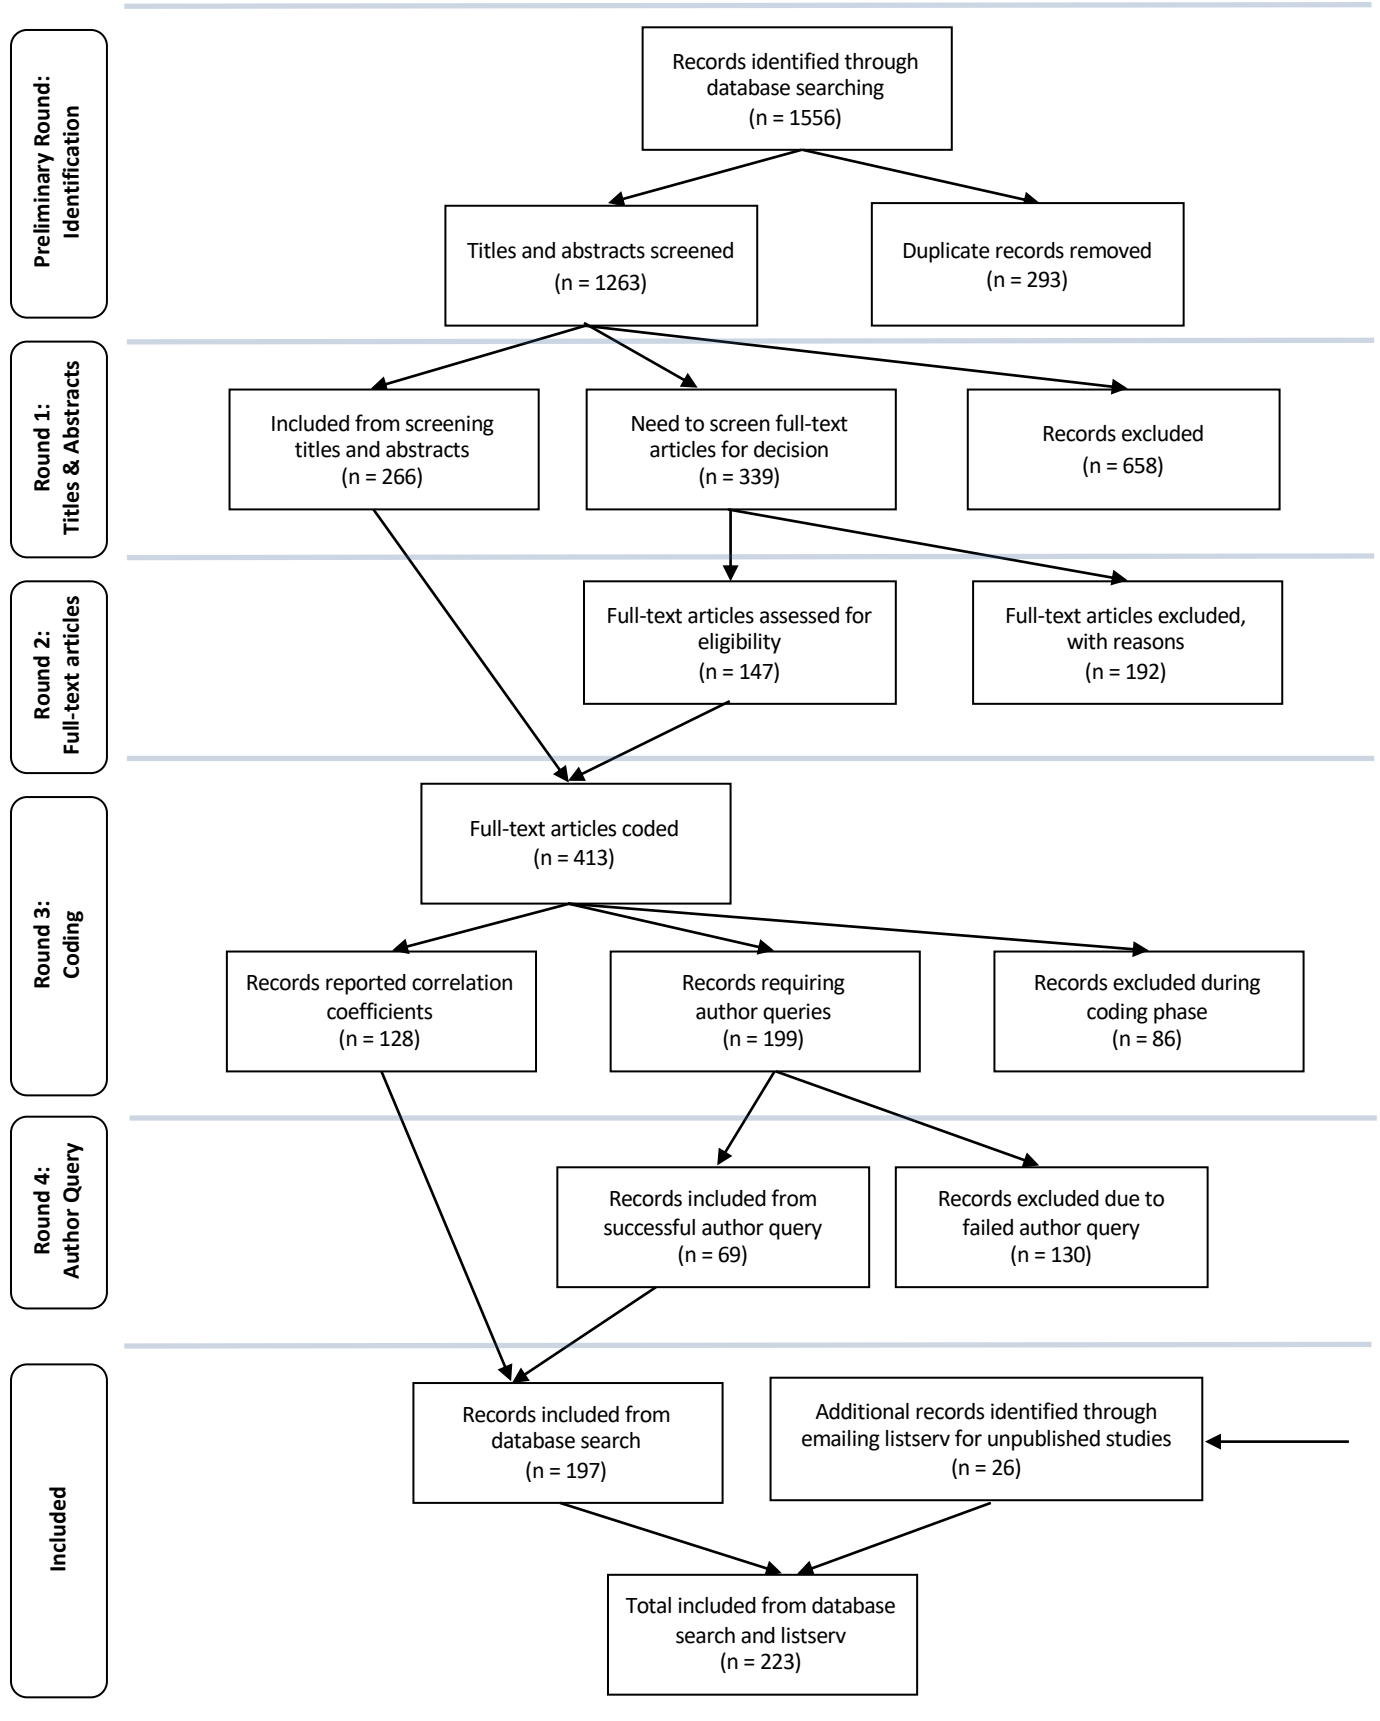 Preliminary Round:
Identification
Records identified through
database searching
(n = 1556)
Titles and abstracts screened
(n = 1263)
Duplicate records removed
(n = 293)
Round 1:
Titles & Abstracts
Included from screening
titles and abstracts
(n = 266)
Need to screen full-text
articles for decision
(n = 339)
Records excluded
(n = 658)
Round 2:
Full-text articles
Full-text articles assessed for
eligibility
(n = 147)
Full-text articles excluded,
with reasons
(n = 192)
Round 3:
Coding
Full-text articles coded
(n = 413)
Records reported correlation
coefficients
(n = 128)
Records requiring
author queries
(n = 199)
Records excluded during
coding phase
(n = 86)
Round 4:
Author Query
Records included from
successful author query
(n = 69)
Records excluded due to
failed author query
(n = 130)
Included
Records included from
database search
(n = 197)
Additional records identified through
emailing listserv for unpublished studies
(n = 26)
Total included from database
search and listserv
(n = 223)